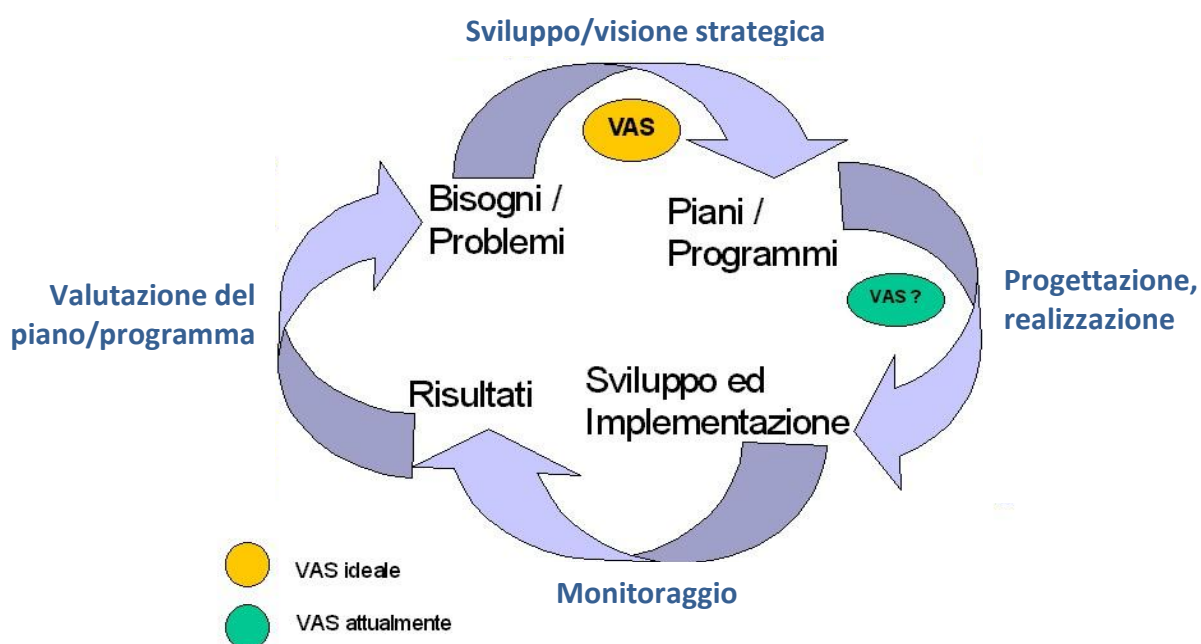 Sviluppo/visione strategica
VAS
Bisogni /
Problemi
Piani /
Programmi
VAS ?
Progettazione,
realizzazione
Valutazione del
piano/programma
Risultati
Sviluppo ed
Implementazione
Monitoraggio
VAS ideale
VAS attualmente